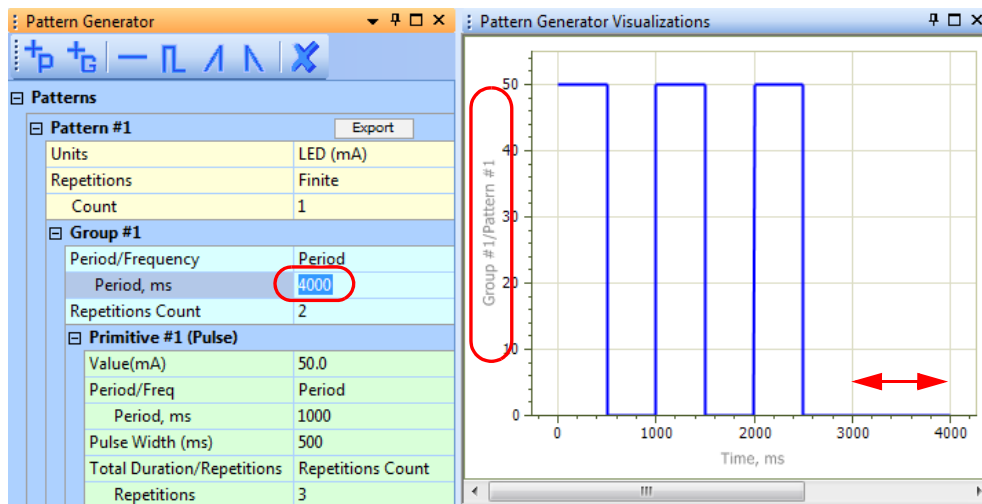 Pattern Generator
+P +G
Patterns
Pattern #1 Export
Units LED (mA)
Repetitions Finite
Count 1
Group #1
Period/Frequency Period
Period, ms 4000
Repetitions Count 2
Primitive #1 (Pulse)
Value(mA) 50.0
Period/Freq Period
Period, ms 1000
Pulse Width (ms) 500
Total Duration/Repetitions Repetitions Count
Repetitions 3
Pattern Generator Visualizations
Group #1/Pattern #1
50
40
30
20
10
0
0 1000 2000 3000 4000
Time, ms